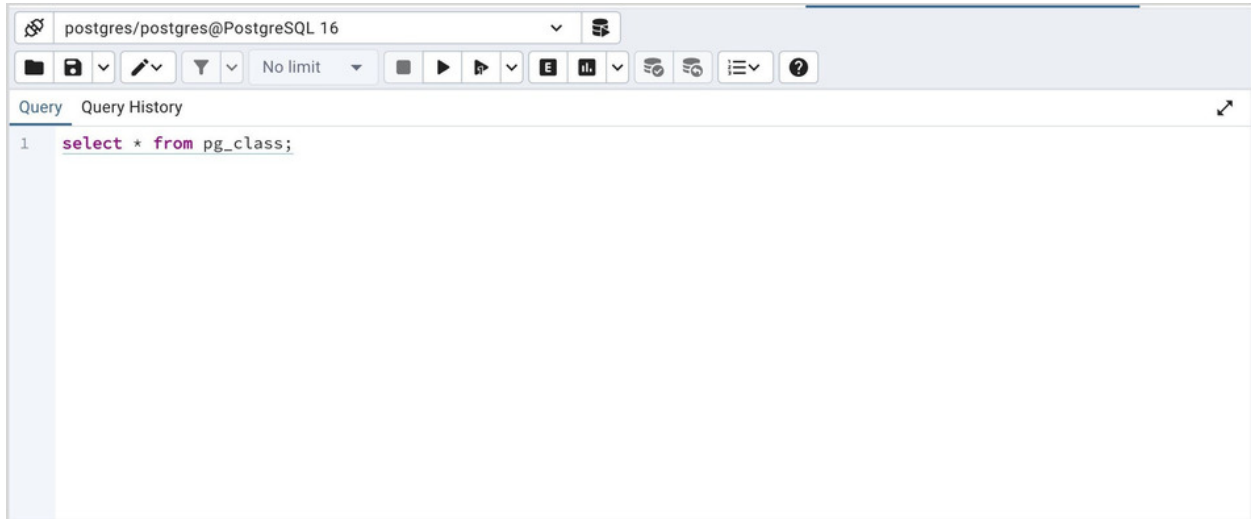 postgres/postgres@PostgreSQL 16
No limit
E
Query Query History
1 select * from pg_class;